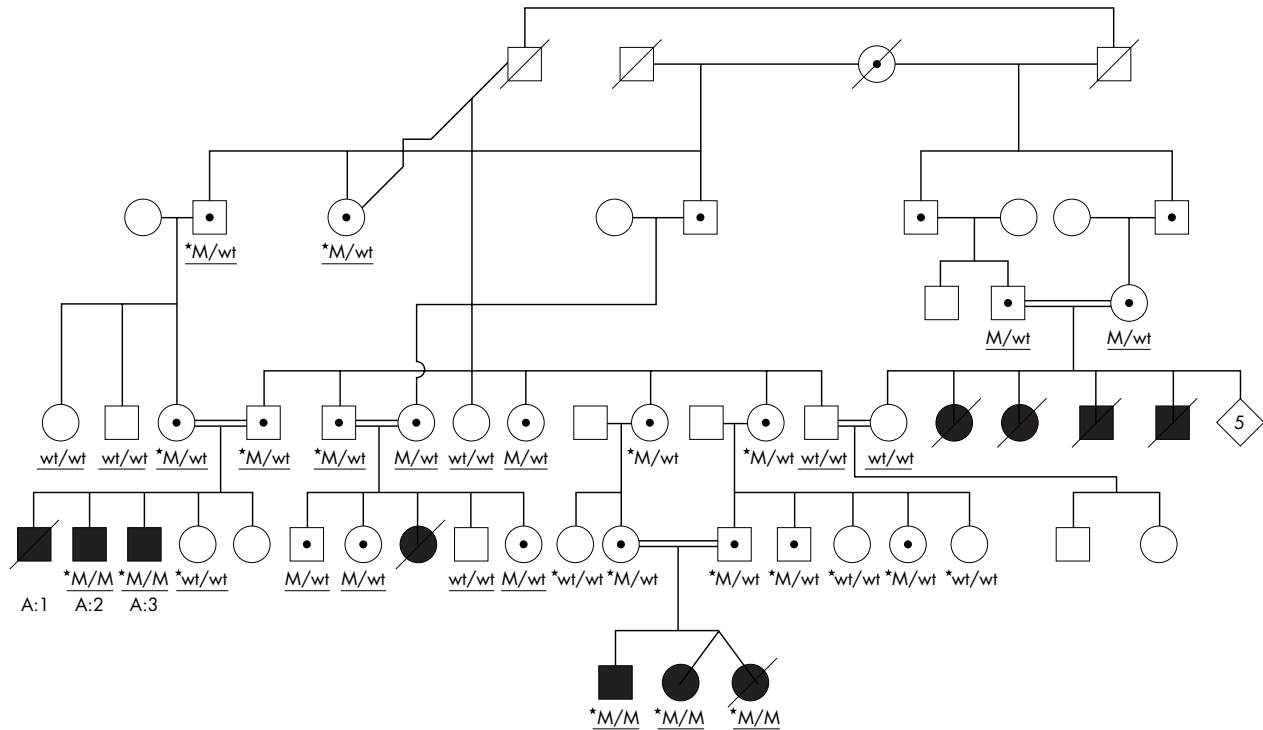 ★M/wt ★M/wt
M/wt M/wt
5
wt/wt wt/wt ★M/wt ★M/wt ★M/wt M/wt wt/wt M/wt ★M/wt ★M/wt wt/wt wt/wt
★M/M ★M/M ★wt/wt M/wt M/wt wt/wt M/wt ★wt/wt ★M/wt ★M/wt ★M/wt ★wt/wt ★M/wt ★wt/wt
A:1 A:2 A:3
★M/M ★M/M ★M/M